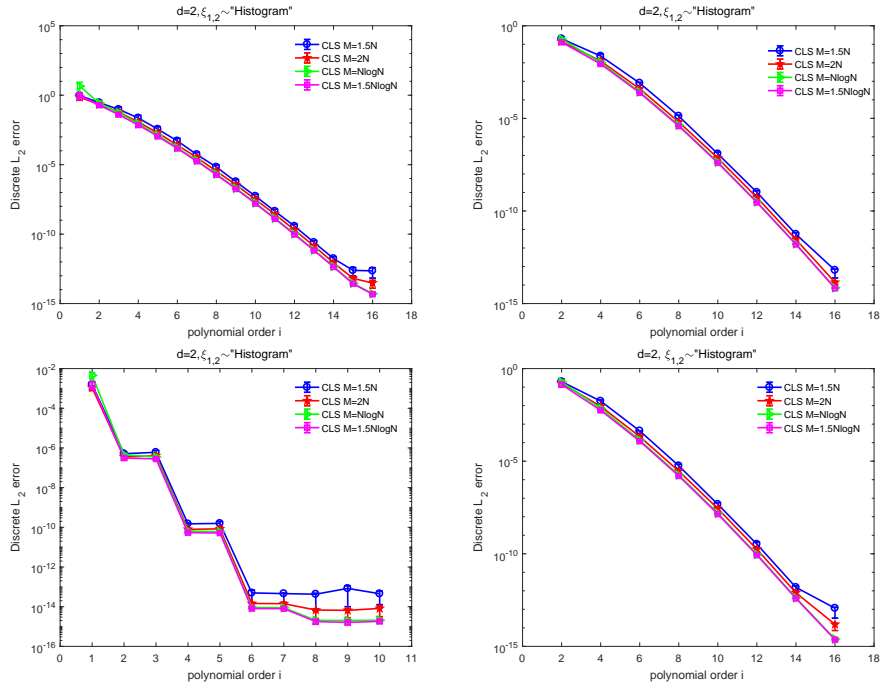 d=2,ξ1,2~"Histogram"
CLS M=1.5N
CLS M=2N
CLS M=NlogN
CLS M=1.5NlogN
Discrete L2 error
10^5
10^0
10^-5
10^-10
10^-15
0 2 4 6 8 10 12 14 16 18
polynomial order i
d=2,ξ1,2~"Histogram"
CLS M=1.5N
CLS M=2N
CLS M=NlogN
CLS M=1.5NlogN
Discrete L2 error
10^0
10^-5
10^-10
10^-15
0 2 4 6 8 10 12 14 16 18
polynomial order i
d=2,ξ1,2~"Histogram"
CLS M=1.5N
CLS M=2N
CLS M=NlogN
CLS M=1.5NlogN
Discrete L2 error
10^-2
10^-4
10^-6
10^-8
10^-10
10^-12
10^-14
10^-16
0 1 2 3 4 5 6 7 8 9 10 11
polynomial order i
d=2,ξ1,2~"Histogram"
CLS M=1.5N
CLS M=2N
CLS M=NlogN
CLS M=1.5NlogN
Discrete L2 error
10^0
10^-5
10^-10
10^-15
0 2 4 6 8 10 12 14 16 18
polynomial order i